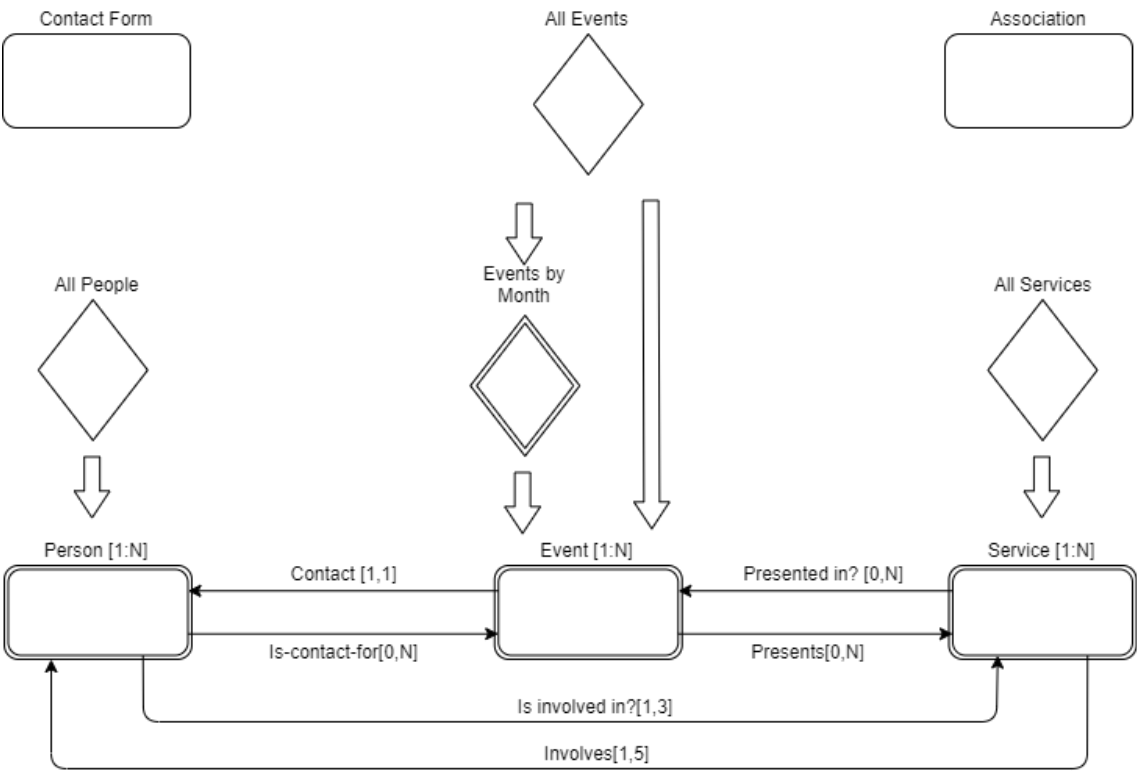 Contact Form
All Events
Association
Events by
Month
All People
All Services
Person [1:N]
Event [1:N]
Service [1:N]
Contact [1,1]
Presented in? [0,N]
Is-contact-for[0,N]
Presents[0,N]
Is involved in?[1,3]
Involves[1,5]